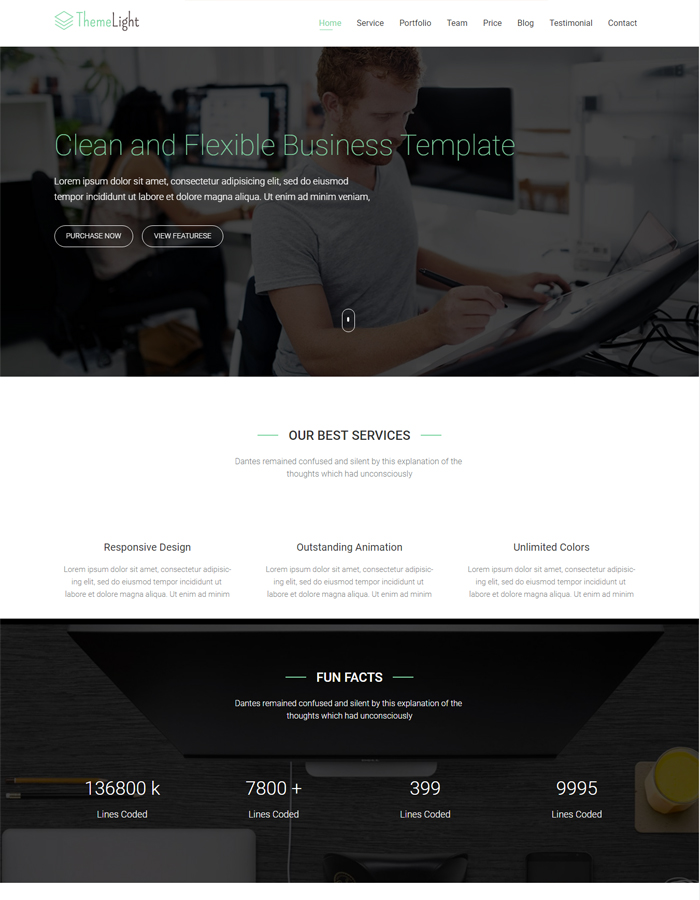 ThemeLight
Home Service Portfolio Team Price Blog Testimonial Contact
Clean and Flexible Business Template
Lorem ipsum dolor sit amet, consectetur adipisicing elit, sed do eiusmod
tempor incididunt ut labore et dolore magna aliqua. Ut enim ad minim veniam,
PURCHASE NOW VIEW FEATURESE
OUR BEST SERVICES
Dantes remained confused and silent by this explanation of the
thoughts which had unconsciously
Responsive Design
Lorem ipsum dolor sit amet, consectetur adipisic-
ing elit, sed do eiusmod tempor incididunt ut
labore et dolore magna aliqua. Ut enim ad minim
Outstanding Animation
Lorem ipsum dolor sit amet, consectetur adipisic-
ing elit, sed do eiusmod tempor incididunt ut
labore et dolore magna aliqua. Ut enim ad minim
Unlimited Colors
Lorem ipsum dolor sit amet, consectetur adipisic-
ing elit, sed do eiusmod tempor incididunt ut
labore et dolore magna aliqua. Ut enim ad minim
FUN FACTS
Dantes remained confused and silent by this explanation of the
thoughts which had unconsciously
136800 k
Lines Coded
7800 +
Lines Coded
399
Lines Coded
9995
Lines Coded